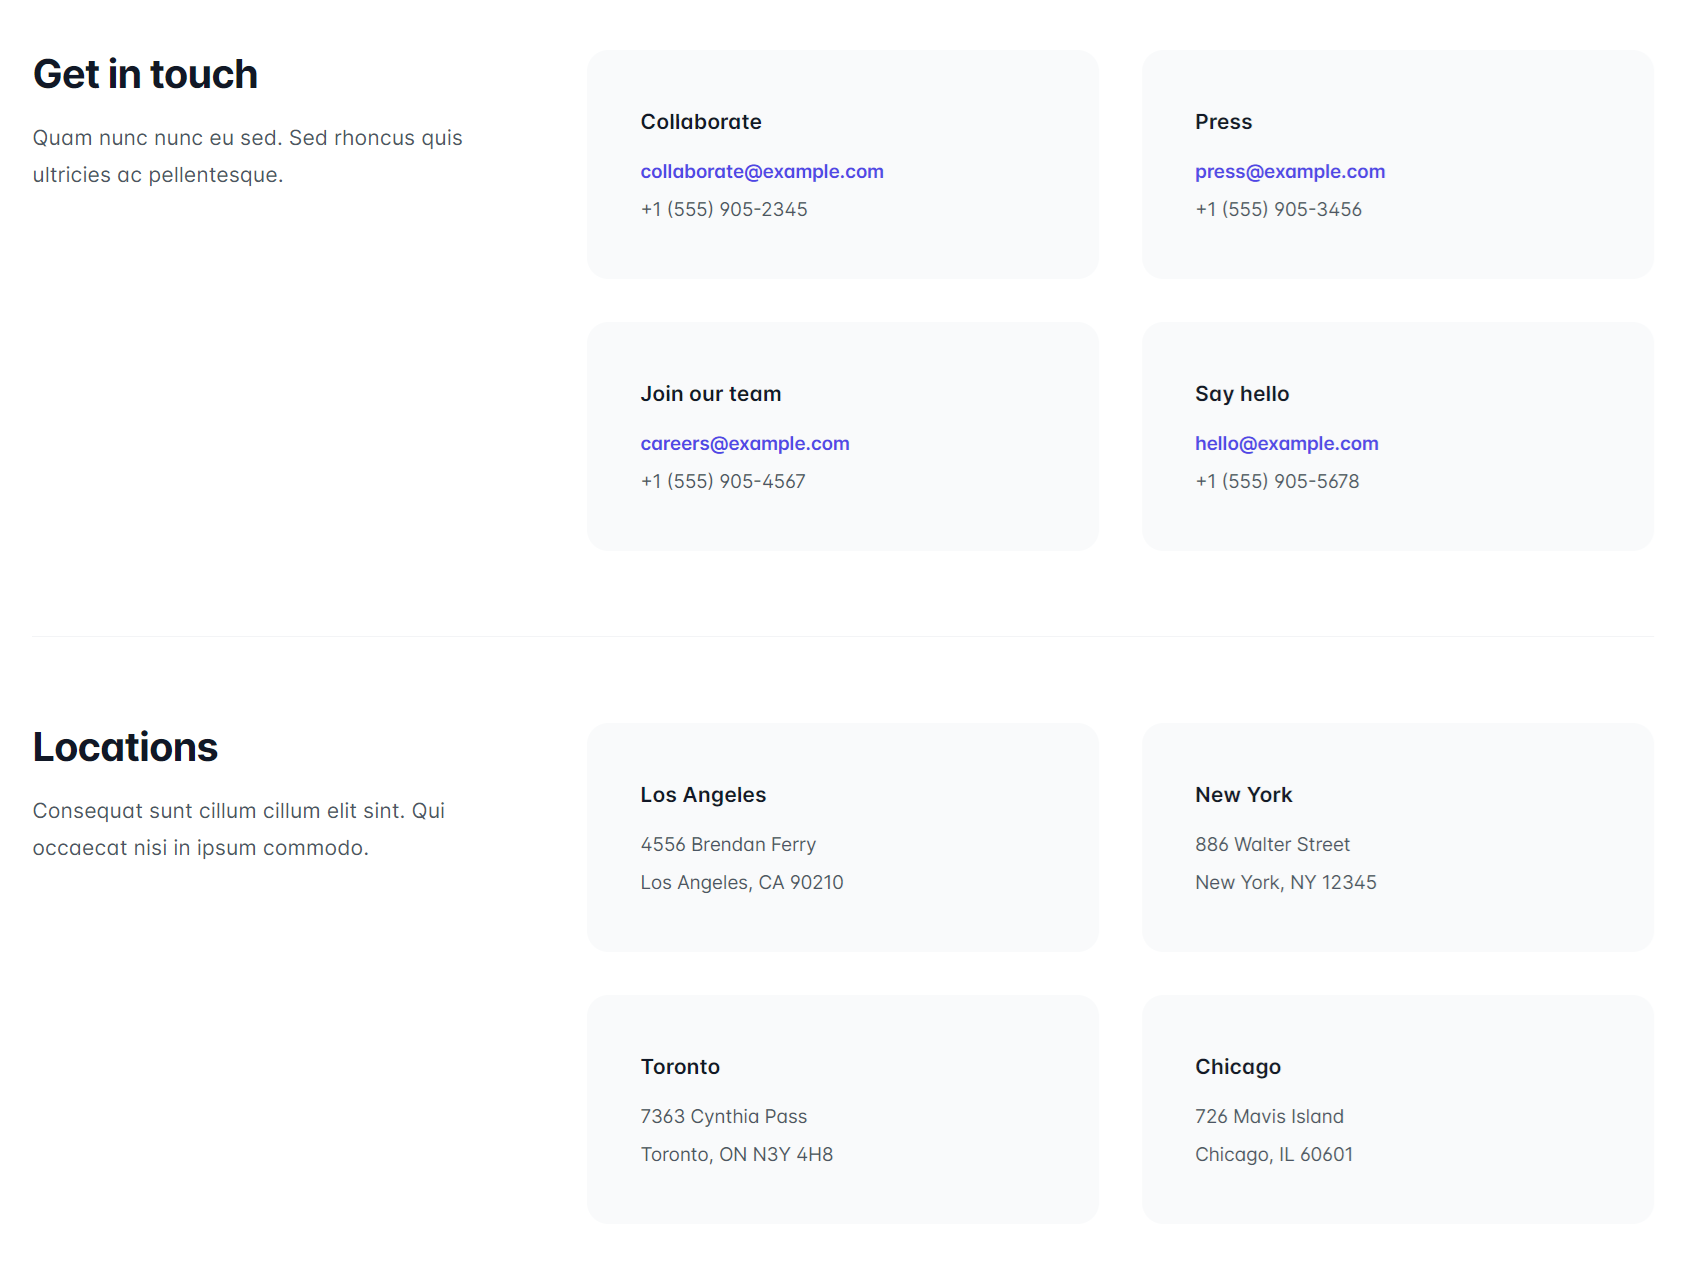 Get in touch
Quam nunc nunc eu sed. Sed rhoncus quis
ultricies ac pellentesque.
Collaborate
collaborate@example.com
+1 (555) 905-2345
Press
press@example.com
+1 (555) 905-3456
Join our team
careers@example.com
+1 (555) 905-4567
Say hello
hello@example.com
+1 (555) 905-5678
Locations
Consequat sunt cillum cillum elit sint. Qui
occaecat nisi in ipsum commodo.
Los Angeles
4556 Brendan Ferry
Los Angeles, CA 90210
New York
886 Walter Street
New York, NY 12345
Toronto
7363 Cynthia Pass
Toronto, ON N3Y 4H8
Chicago
726 Mavis Island
Chicago, IL 60601